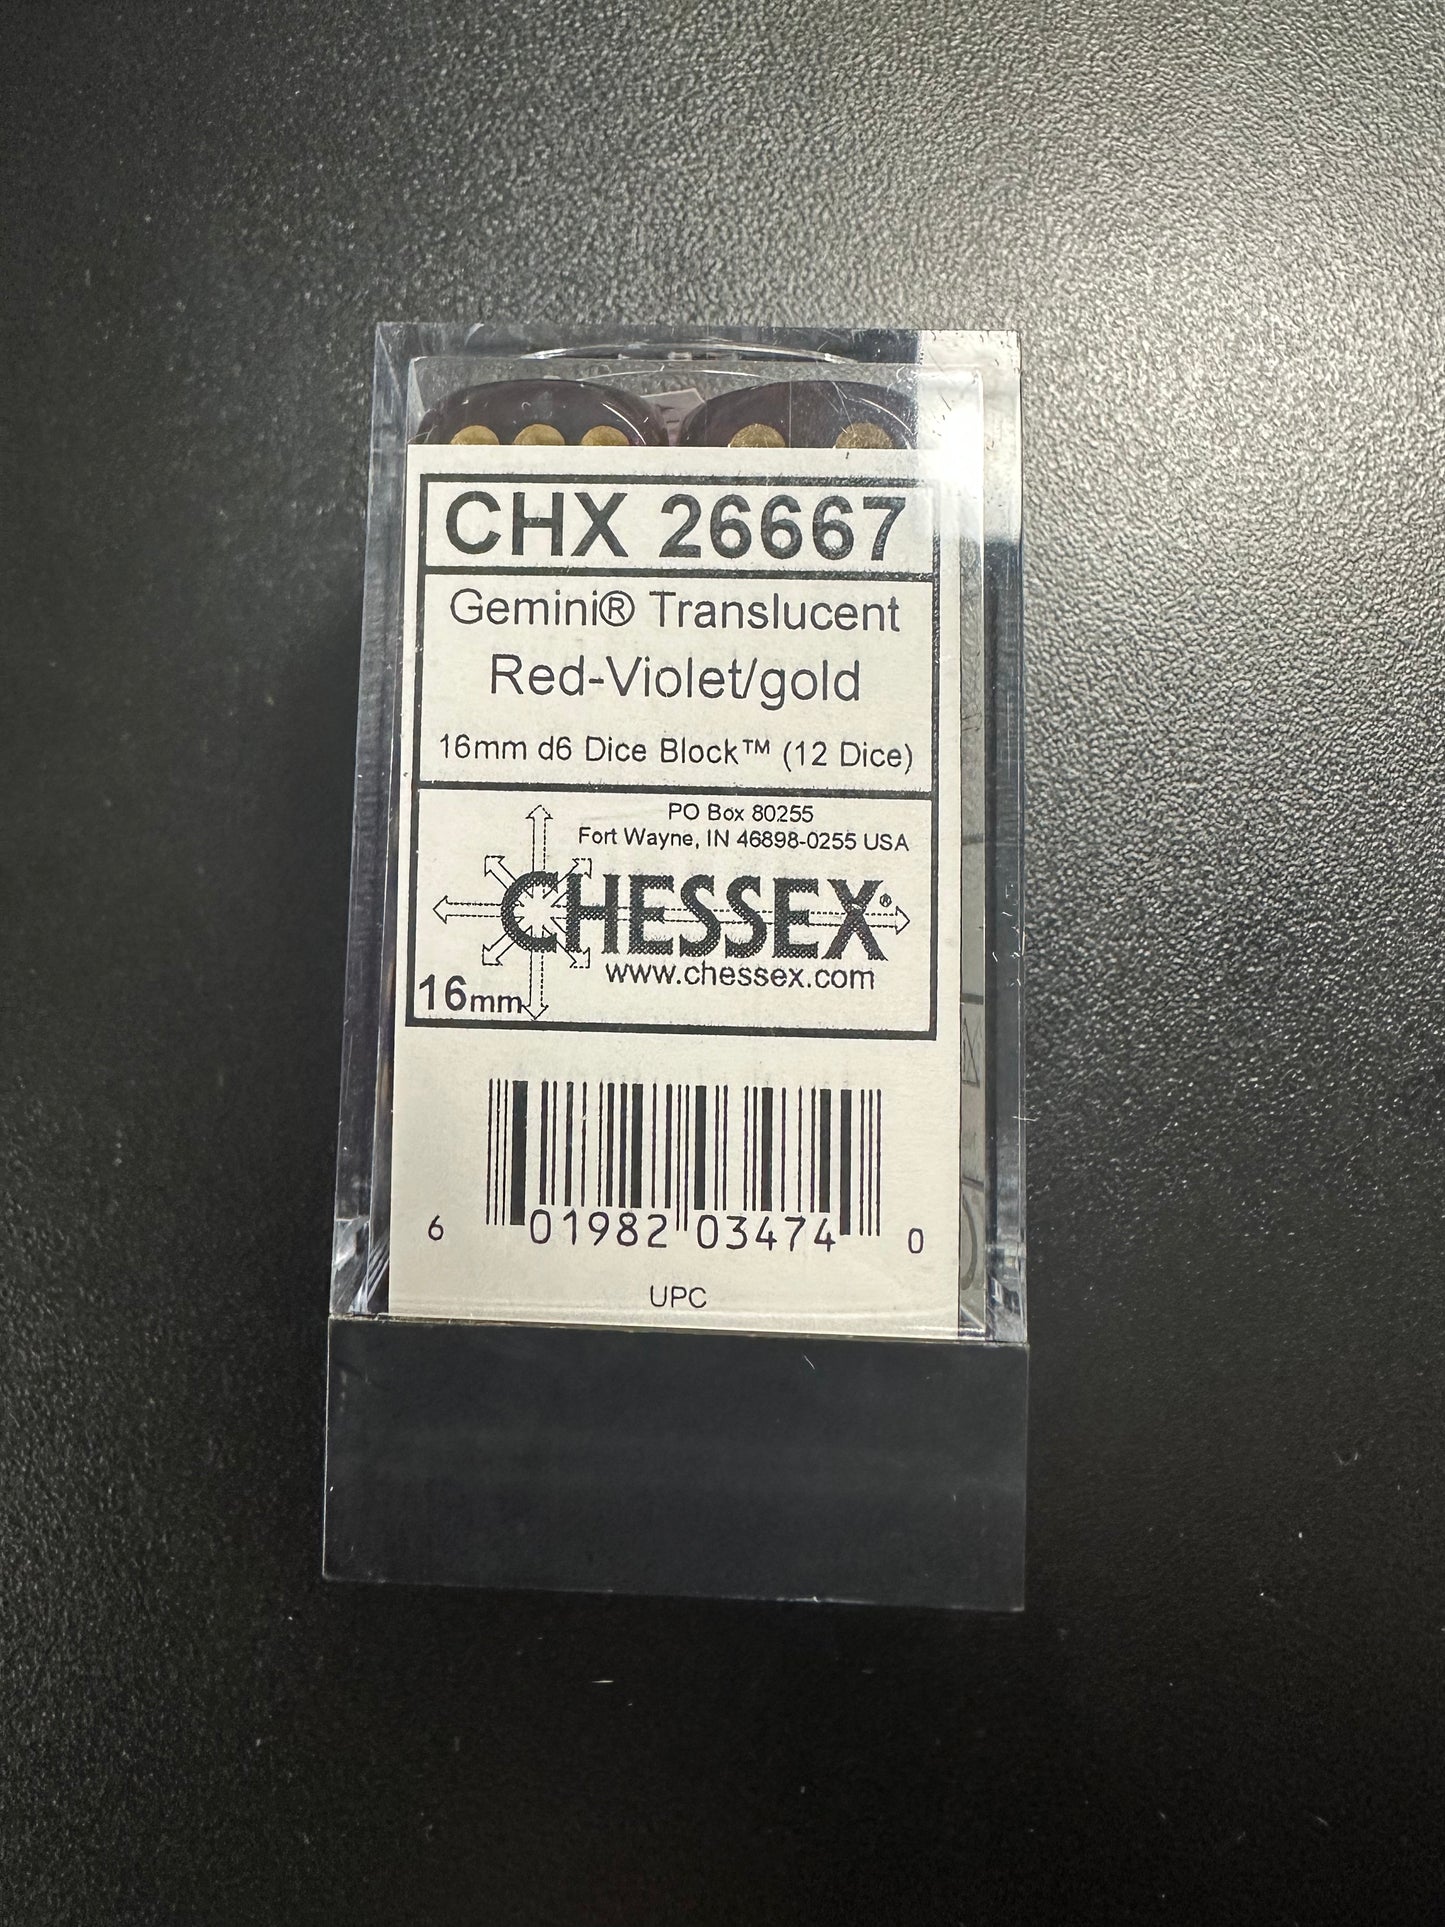 CHX 26667
Gemini® Translucent
Red-Violet/gold
16mm d6 Dice Block™ (12 Dice)
PO Box 80255
Fort Wayne, IN 46898-0255 USA
CHESSEX®
www.chessex.com
16mm
6 01982 03474 0
UPC